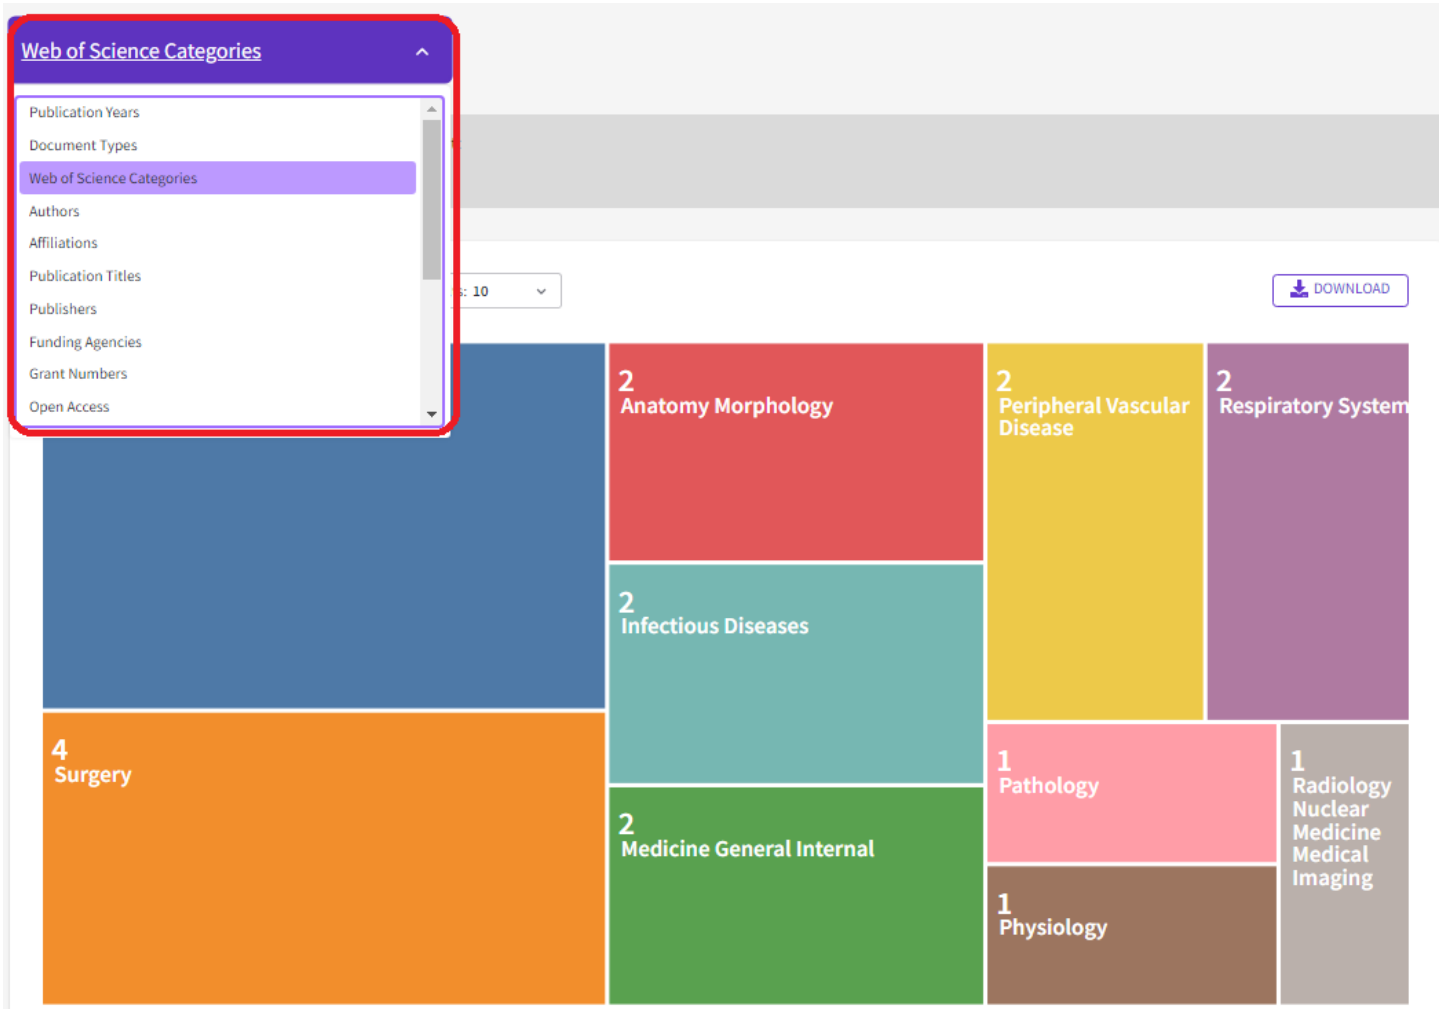 Web of Science Categories
Publication Years
Document Types
Web of Science Categories
Authors
Affiliations
Publication Titles
Publishers
Funding Agencies
Grant Numbers
Open Access
: 10
DOWNLOAD
2
Anatomy Morphology
2
Peripheral Vascular
Disease
2
Respiratory System
2
Infectious Diseases
4
Surgery
2
Medicine General Internal
1
Pathology
1
Radiology
Nuclear
Medicine
Medical
Imaging
1
Physiology